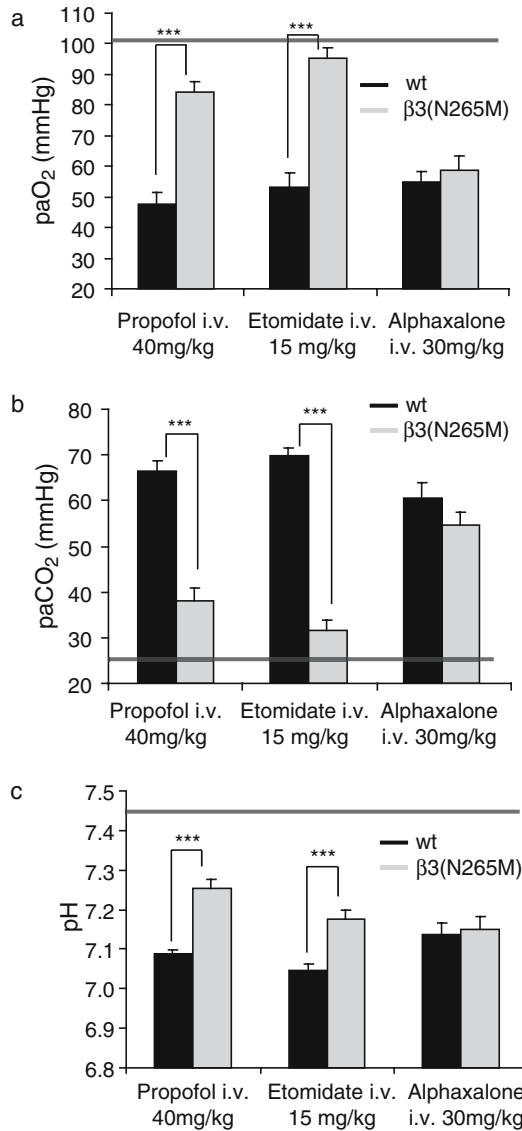 a
110
100
90
80
70
60
50
40
30
20
paO2 (mmHg)
***
***
wt
β3(N265M)
Propofol i.v. Etomidate i.v. Alphaxalone
40mg/kg 15 mg/kg i.v. 30mg/kg
b
80
70
60
50
40
30
20
paCO2 (mmHg)
***
***
wt
β3(N265M)
Propofol i.v. Etomidate i.v. Alphaxalone
40mg/kg 15 mg/kg i.v. 30mg/kg
c
7.5
7.4
7.3
7.2
7.1
7.0
6.9
6.8
pH
***
***
wt
β3(N265M)
Propofol i.v. Etomidate i.v. Alphaxalone
40mg/kg 15 mg/kg i.v. 30mg/kg